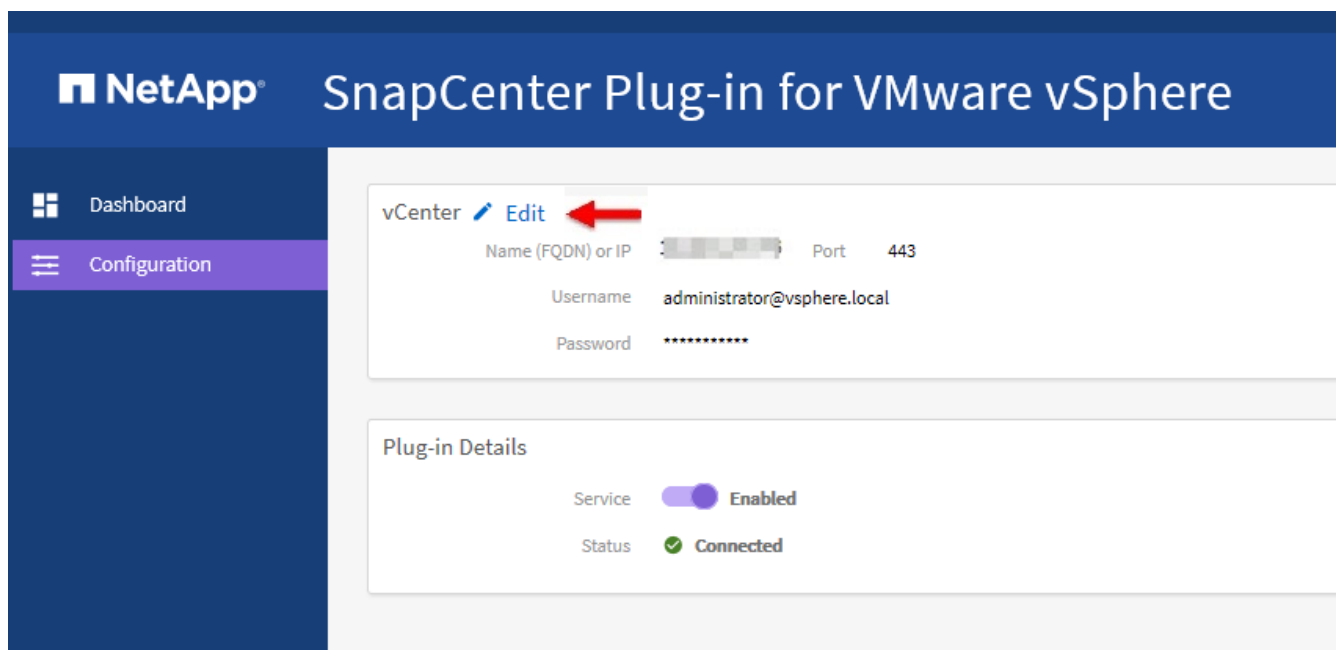 NetApp® SnapCenter Plug-in for VMware vSphere
Dashboard
Configuration
vCenter Edit
Name (FQDN) or IP Port 443
Username administrator@vsphere.local
Password ***********
Plug-in Details
Service Enabled
Status Connected